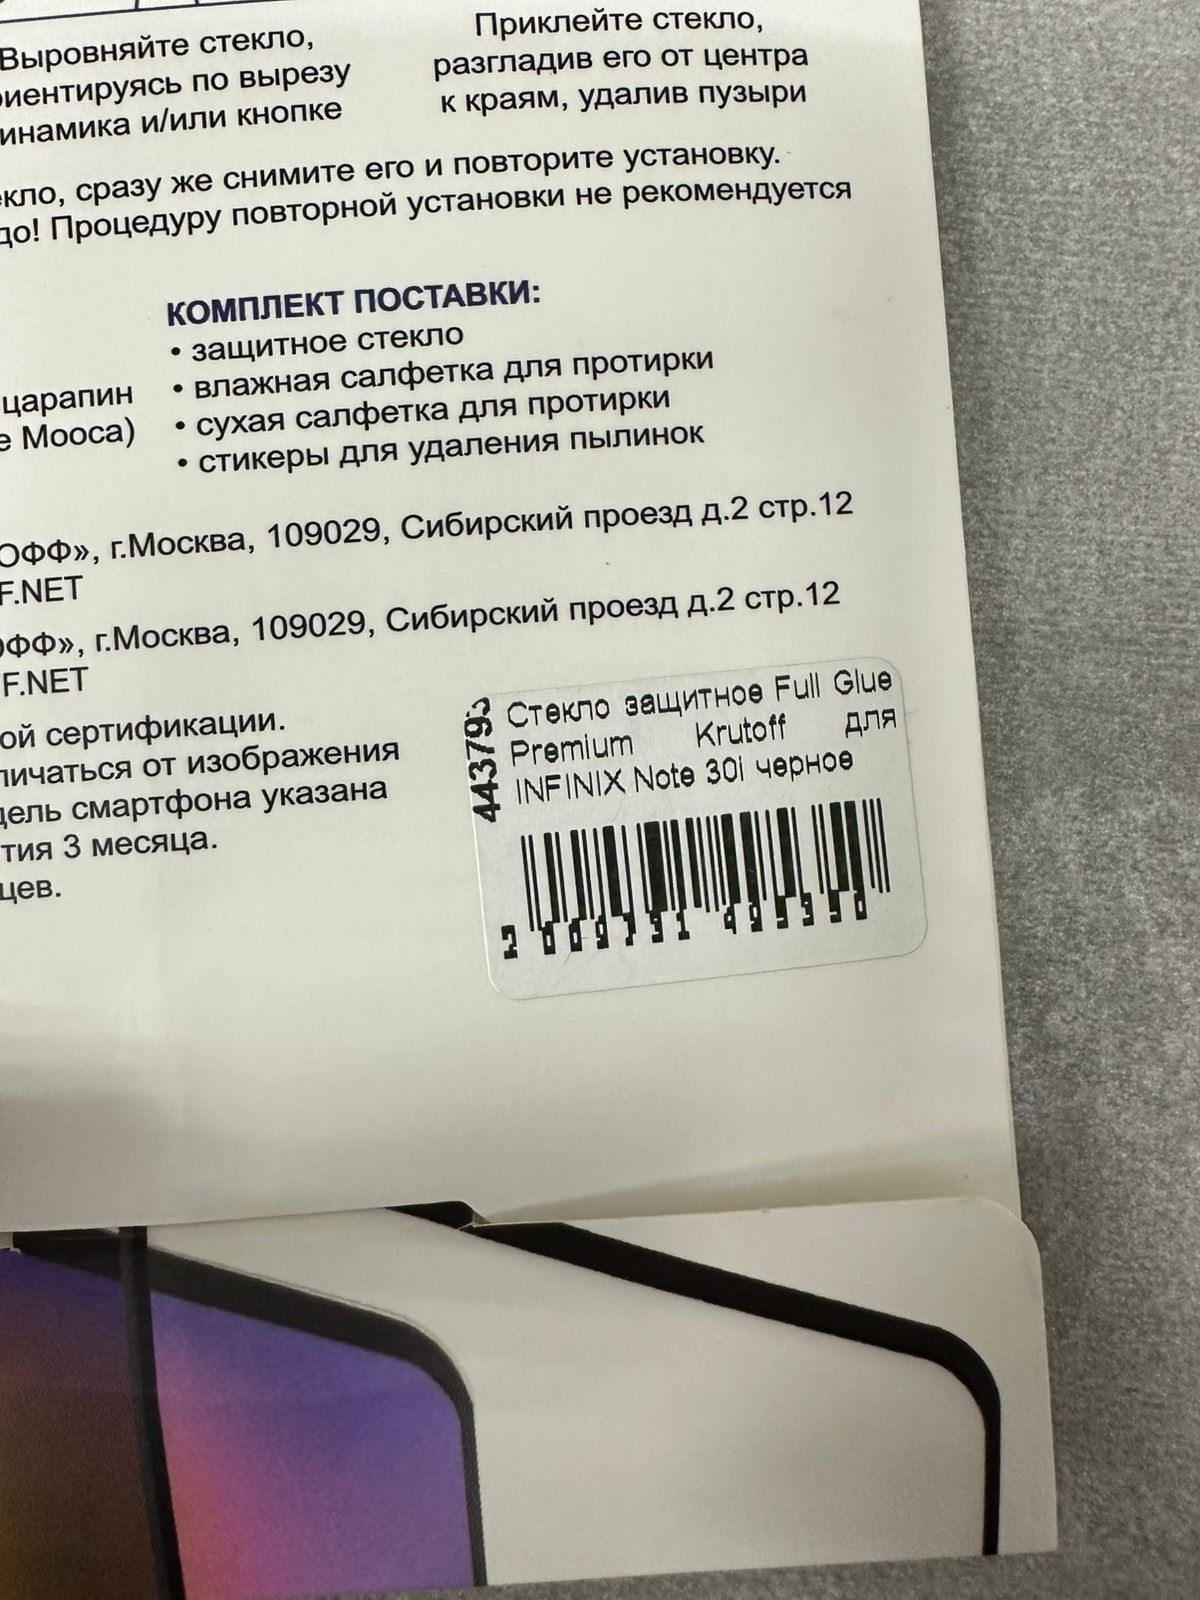 Выровняйте стекло,
риентируясь по вырезу
инамика и/или кнопке
Приклейте стекло,
разгладив его от центра
к краям, удалив пузыри
екло, сразу же снимите его и повторите установку.
до! Процедуру повторной установки не рекомендуется
царапин
е Мооса)
КОМПЛЕКТ ПОСТАВКИ:
• защитное стекло
• влажная салфетка для протирки
• сухая салфетка для протирки
• стикеры для удаления пылинок
ОФФ», г.Москва, 109029, Сибирский проезд д.2 стр.12
F.NET
ОФФ», г.Москва, 109029, Сибирский проезд д.2 стр.12
F.NET
ой сертификации.
личаться от изображения
дель смартфона указана
тия 3 месяца.
цев.
443793
Стекло защитное Full Glue
Premium Krutoff для
INFINIX Note 30i черное